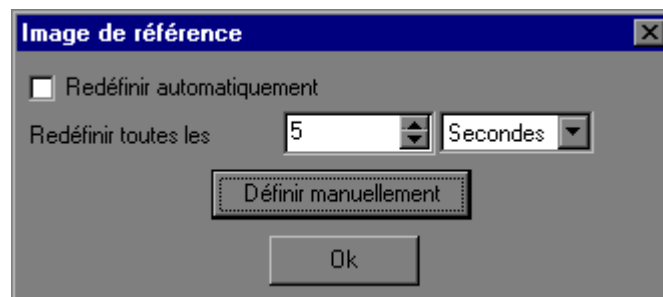 Image de référence
Redéfinir automatiquement
Redéfinir toutes les 5 Secondes
Définir manuellement
Ok